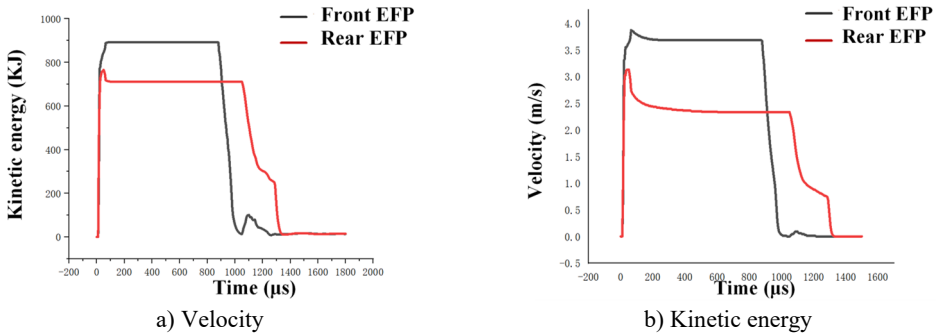 Front EFP
Rear EFP
Kinetic energy (KJ)
1000
800
600
400
200
0
-200 0 200 400 600 800 1000 1200 1400 1600 1800 2000
Time (μs)
a) Velocity
Front EFP
Rear EFP
Velocity (m/s)
4.0
3.5
3.0
2.5
2.0
1.5
1.0
0.5
0.0
-0.5
-200 0 200 400 600 800 1000 1200 1400 1600
Time (μs)
b) Kinetic energy